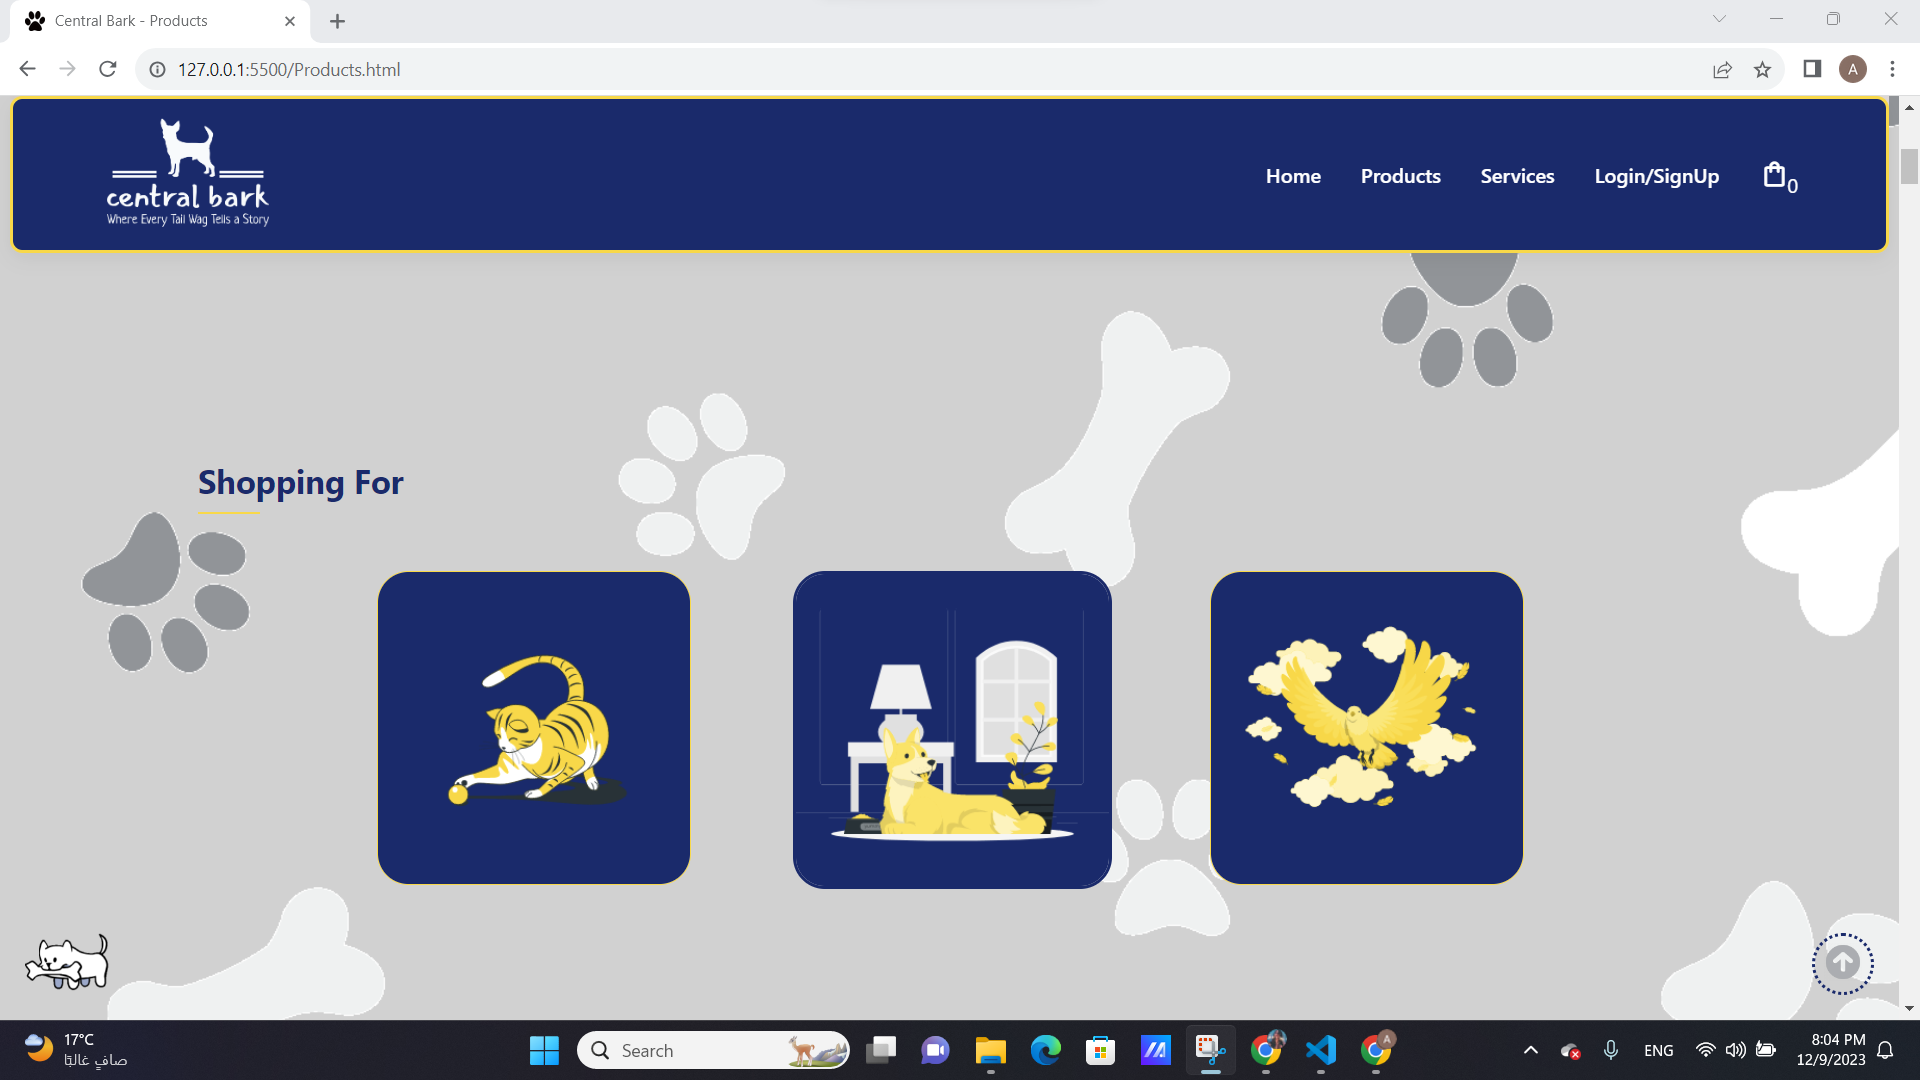 Central Bark - Products
127.0.0.1:5500/Products.html
A
central bark
Where Every Tail Wag Tells a Story
Home Products Services Login/SignUp 0
Shopping For
17°C
صافٍ غالبًا
Search
A
ENG
8:04 PM
12/9/2023